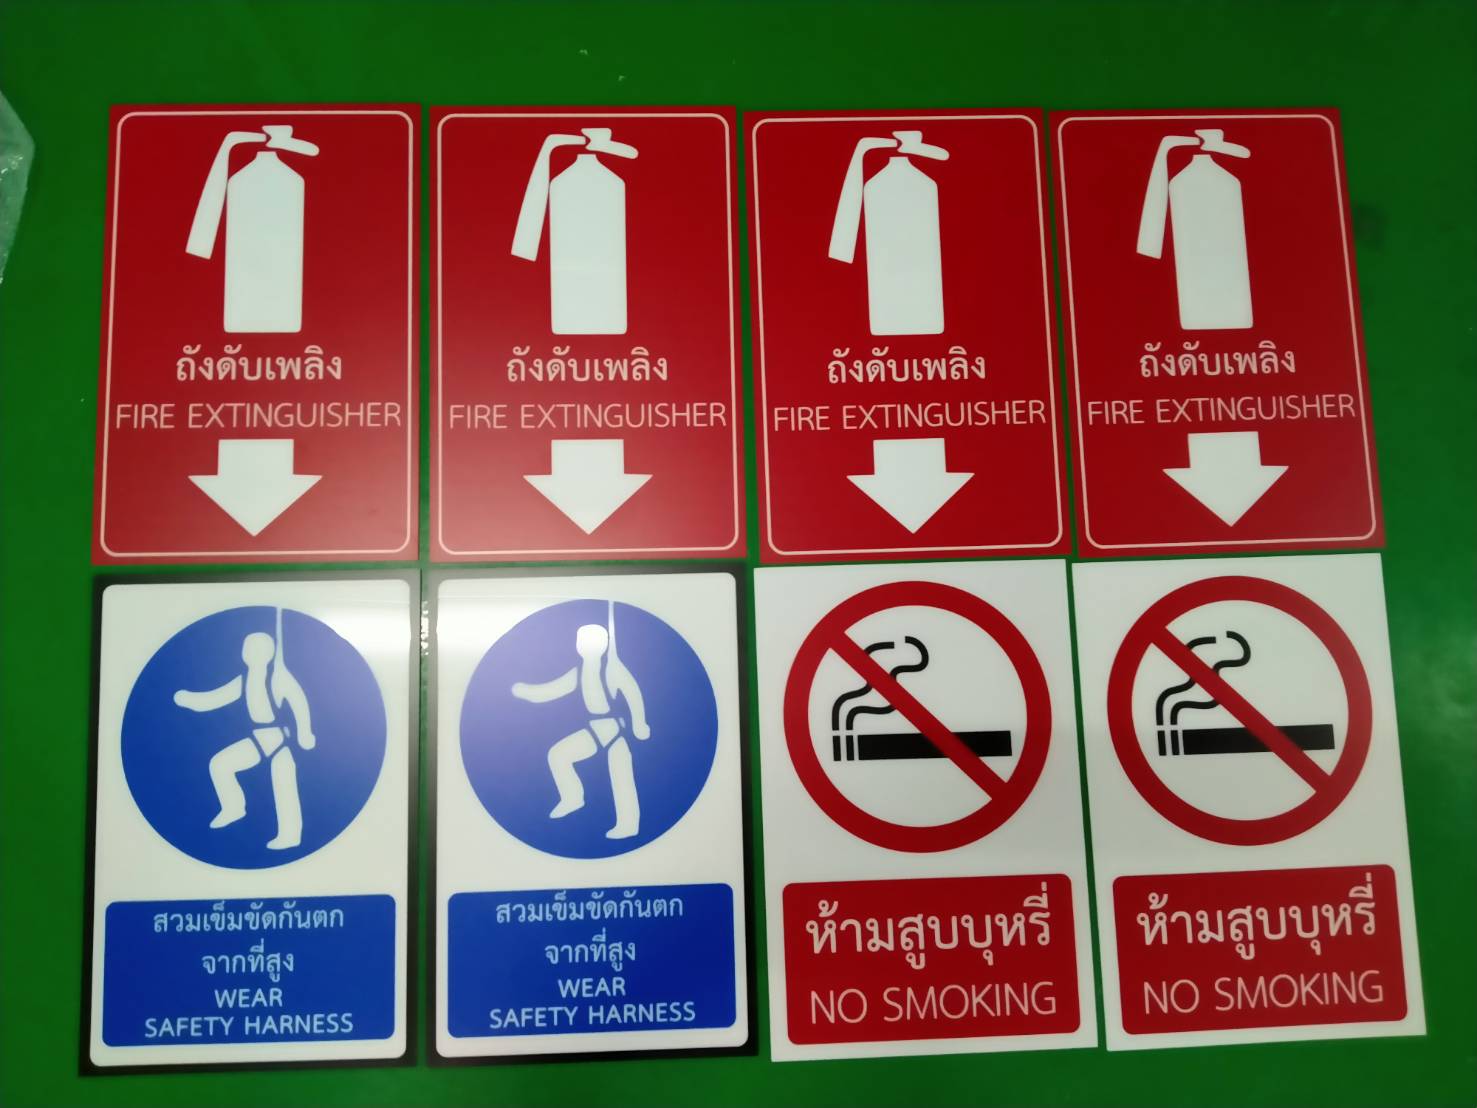 ถังดับเพลิง
FIRE EXTINGUISHER
ถังดับเพลิง
FIRE EXTINGUISHER
ถังดับเพลิง
FIRE EXTINGUISHER
ถังดับเพลิง
FIRE EXTINGUISHER
สวมเข็มขัดกันตก
จากที่สูง
WEAR
SAFETY HARNESS
สวมเข็มขัดกันตก
จากที่สูง
WEAR
SAFETY HARNESS
ห้ามสูบบุหรี่
NO SMOKING
ห้ามสูบบุหรี่
NO SMOKING